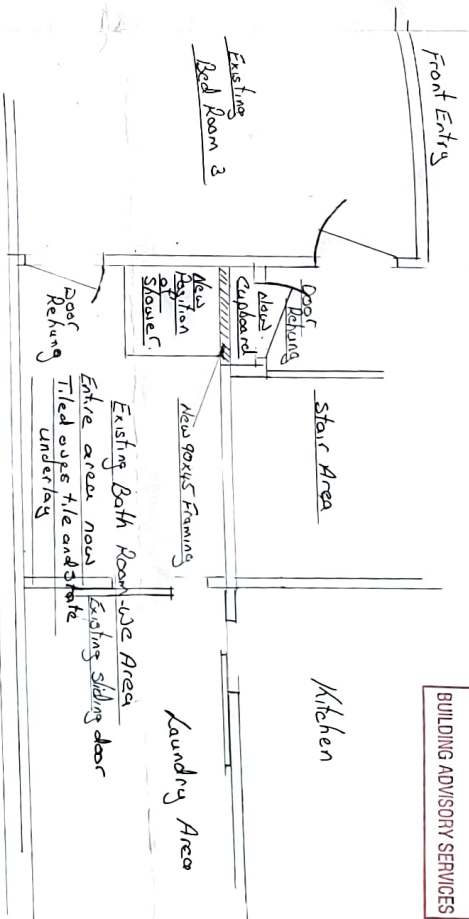 Front Entry
Existing
Bed Room 3
Door
Rehung
Now
Cupboard
New
Position
of
Shower.
Door
Rehung
Stair Area
New 90x45 Framing
Existing Bath Room-WC Area
Entire area now
Tiled over tile and slate
underlay
Existing Sliding door
Kitchen
Laundry Area
BUILDING ADVISORY SERVICES